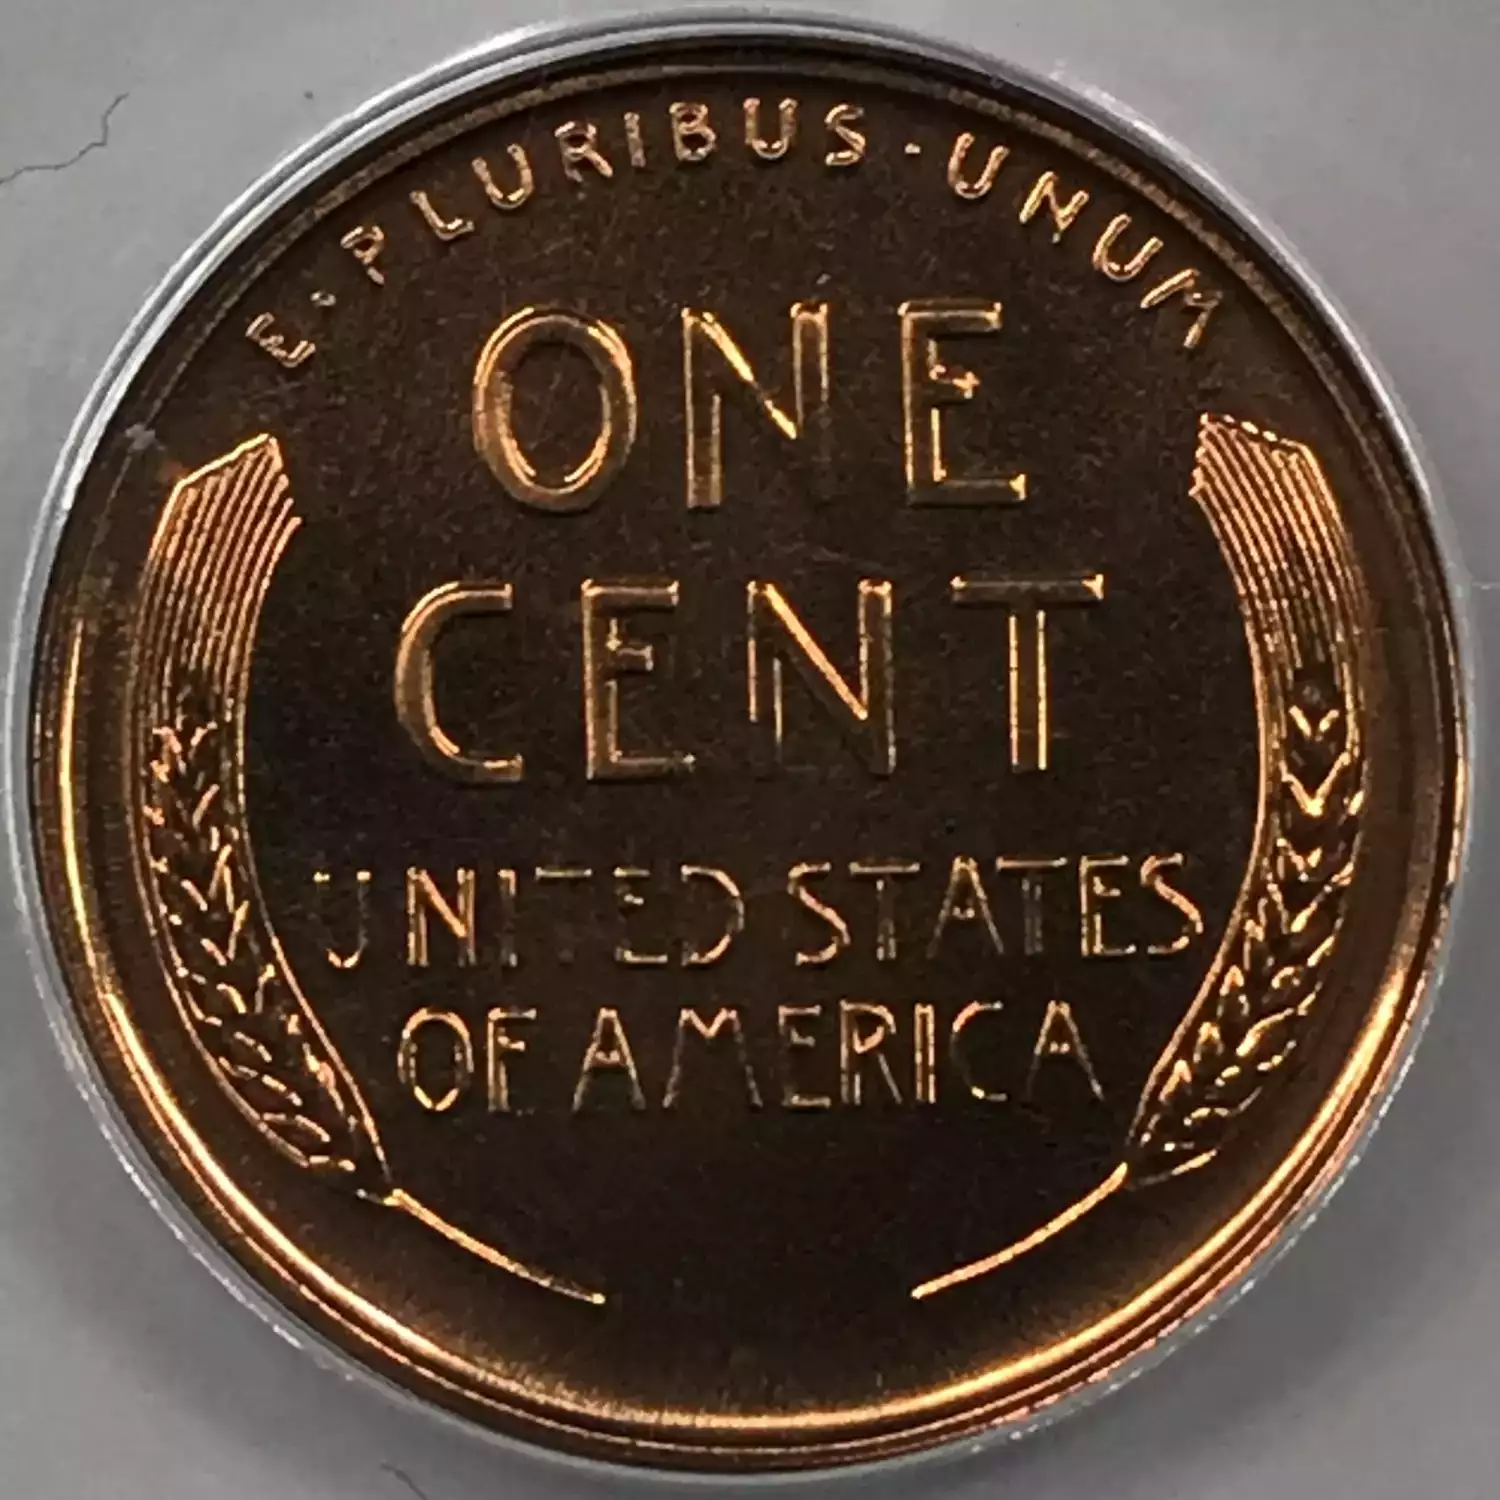 E·PLURIBUS·UNUM
ONE
CENT
UNITED STATES
OF AMERICA